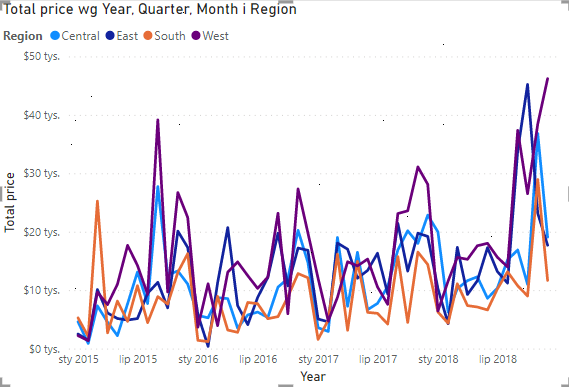 Total price wg Year, Quarter, Month i Region
Region Central East South West
$50 tys.
$40 tys.
$30 tys.
$20 tys.
$10 tys.
$0 tys.
Total price
sty 2015 lip 2015 sty 2016 lip 2016 sty 2017 lip 2017 sty 2018 lip 2018
Year